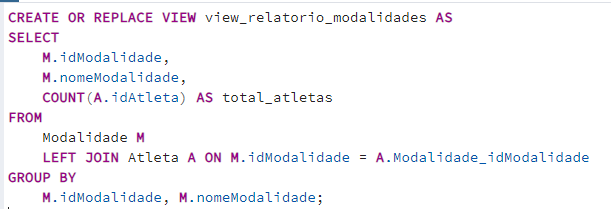 CREATE OR REPLACE VIEW view_relatorio_modalidades AS
SELECT
    M.idModalidade,
    M.nomeModalidade,
    COUNT(A.idAtleta) AS total_atletas
FROM
    Modalidade M
    LEFT JOIN Atleta A ON M.idModalidade = A.Modalidade_idModalidade
GROUP BY
    M.idModalidade, M.nomeModalidade;